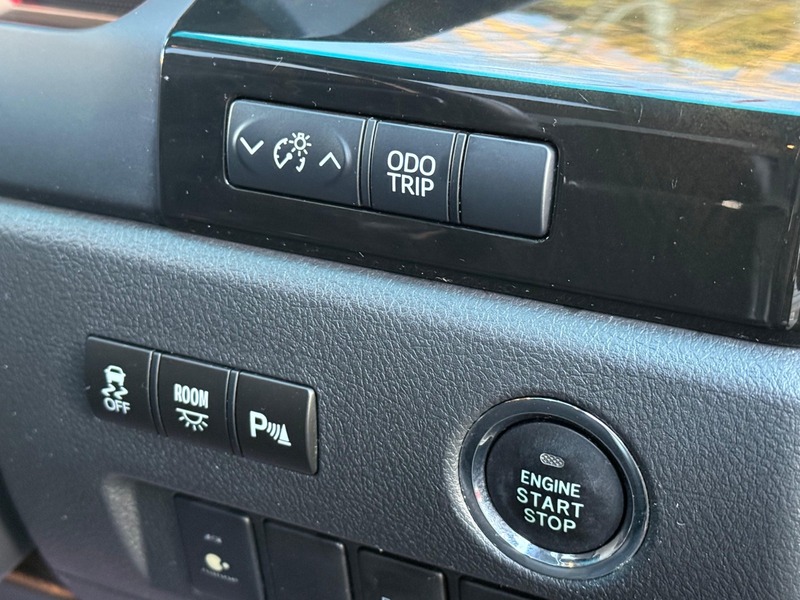 ODO
TRIP
OFF
ROOM
P
ENGINE
START
STOP